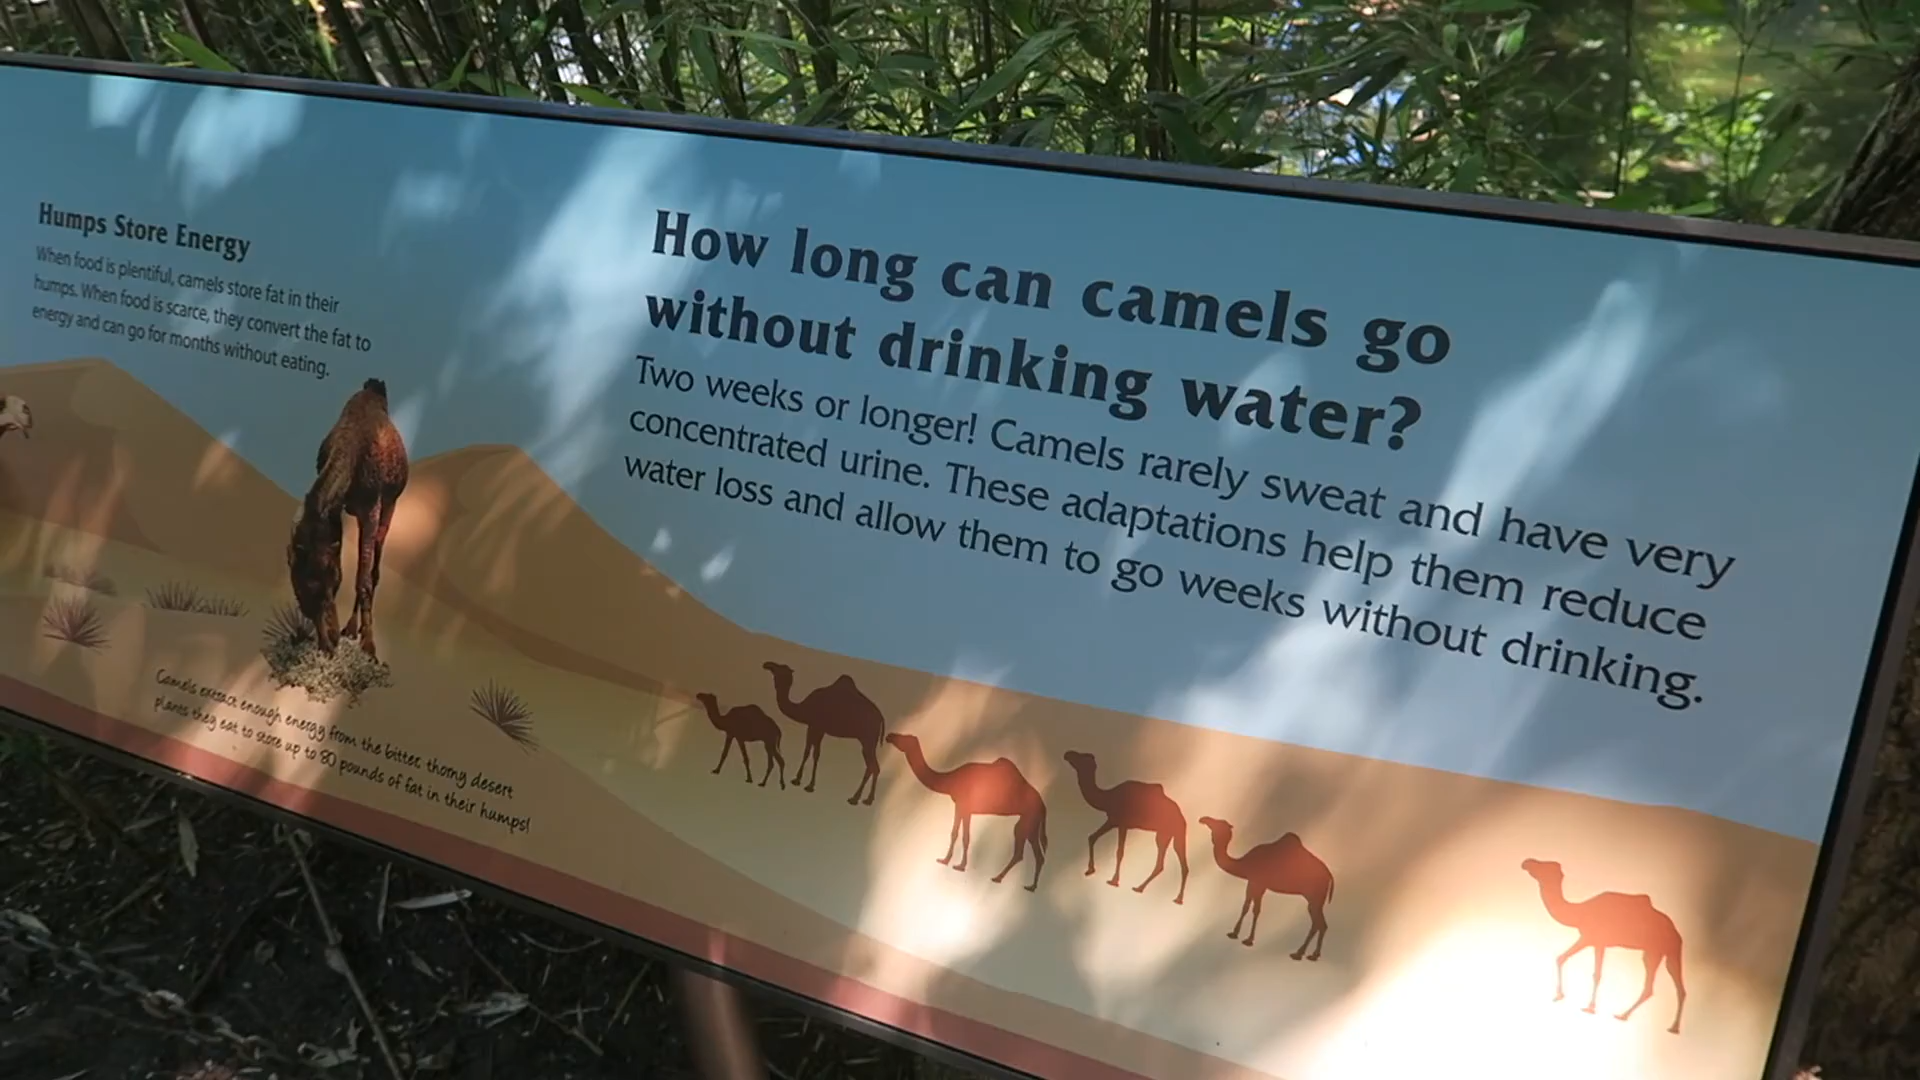 Humps Store Energy
When food is plentiful, camels store fat in their
humps. When food is scarce, they convert the fat to
energy and can go for months without eating.
Camels extract enough energy from the bitter, thorny desert
plants they eat to store up to 80 pounds of fat in their humps!
How long can camels go
without drinking water?
Two weeks or longer! Camels rarely sweat and have very
concentrated urine. These adaptations help them reduce
water loss and allow them to go weeks without drinking.